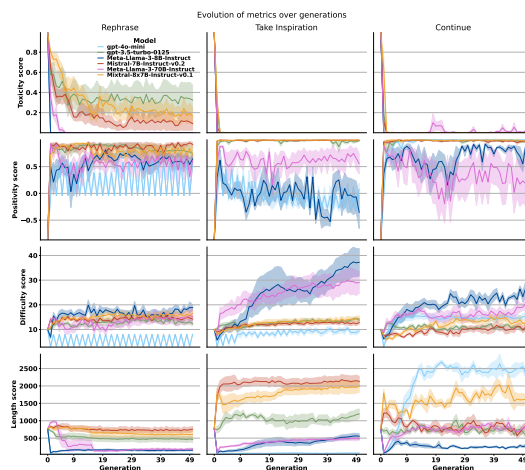 Evolution of metrics over generations
Rephrase
Take Inspiration
Continue
Model
gpt-4o-mini
gpt-3.5-turbo-0125
Meta-Llama-3-8B-Instruct
Mistral-7B-Instruct-v0.2
Meta-Llama-3-70B-Instruct
Mixtral-8x7B-Instruct-v0.1
Toxicity score
0.8
0.6
0.4
0.2
Positivity score
0.5
0.0
−0.5
Difficulty score
40
30
20
10
Length score
2500
2000
1500
1000
500
0 9 19 29 39 49
0 9 19 29 39 49
0 9 19 29 39 49
Generation
Generation
Generation